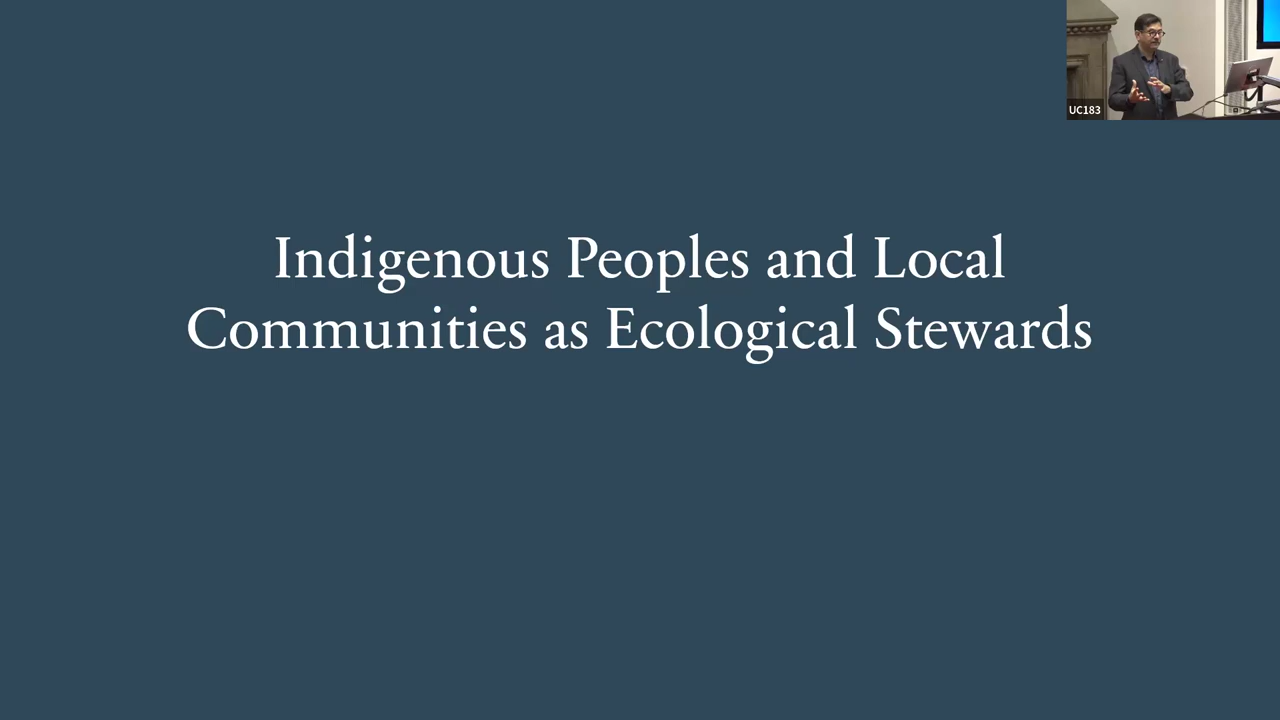 UC183
Indigenous Peoples and Local
Communities as Ecological Stewards